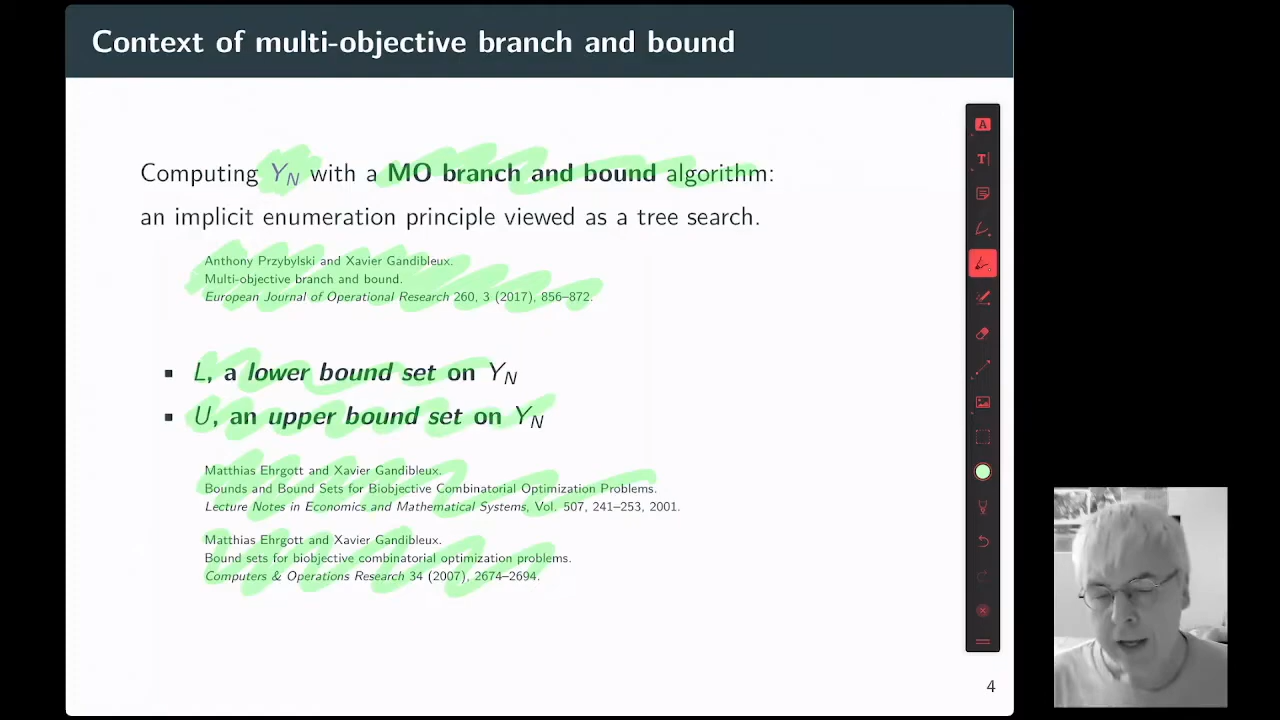 Context of multi-objective branch and bound
Computing Y_N with a MO branch and bound algorithm:
an implicit enumeration principle viewed as a tree search.
Anthony Przybylski and Xavier Gandibleux.
Multi-objective branch and bound.
European Journal of Operational Research 260, 3 (2017), 856–872.
▪ L, a lower bound set on Y_N
▪ U, an upper bound set on Y_N
Matthias Ehrgott and Xavier Gandibleux.
Bounds and Bound Sets for Biobjective Combinatorial Optimization Problems.
Lecture Notes in Economics and Mathematical Systems, Vol. 507, 241–253, 2001.
Matthias Ehrgott and Xavier Gandibleux.
Bound sets for biobjective combinatorial optimization problems.
Computers & Operations Research 34 (2007), 2674–2694.
4
A
T